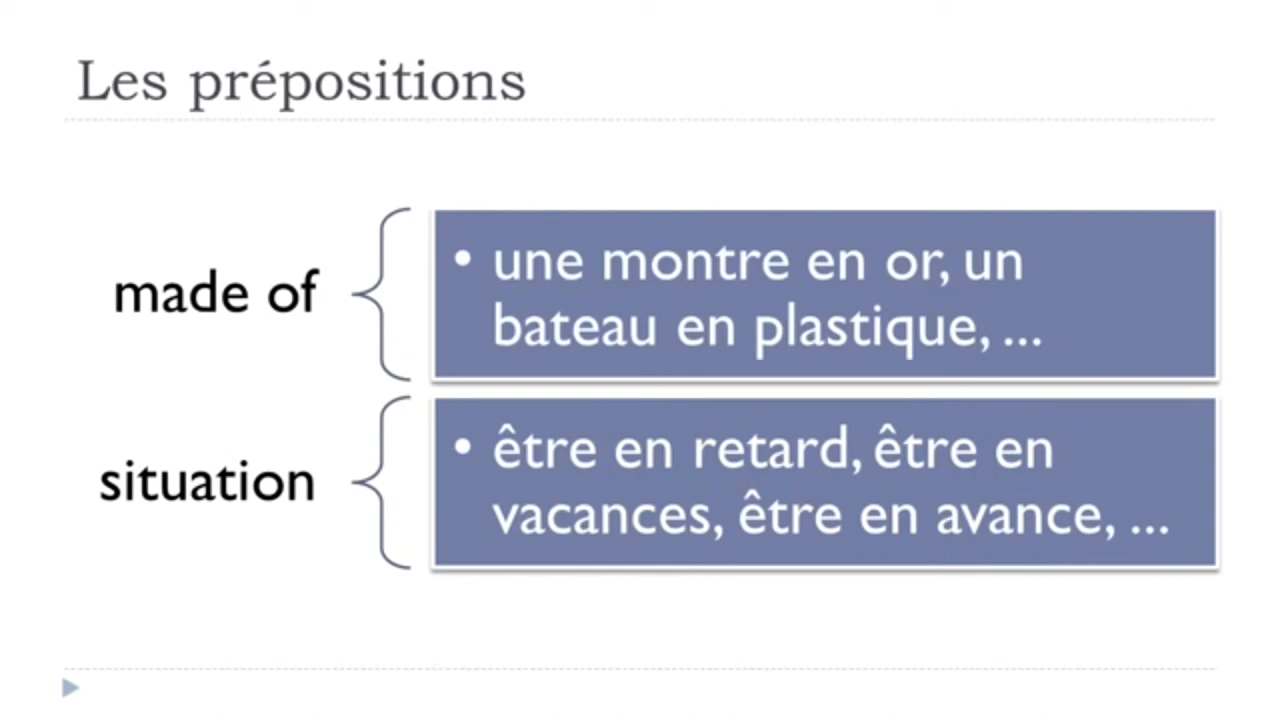 Les prépositions
made of
• une montre en or, un
bateau en plastique, ...
situation
• être en retard, être en
vacances, être en avance, ...